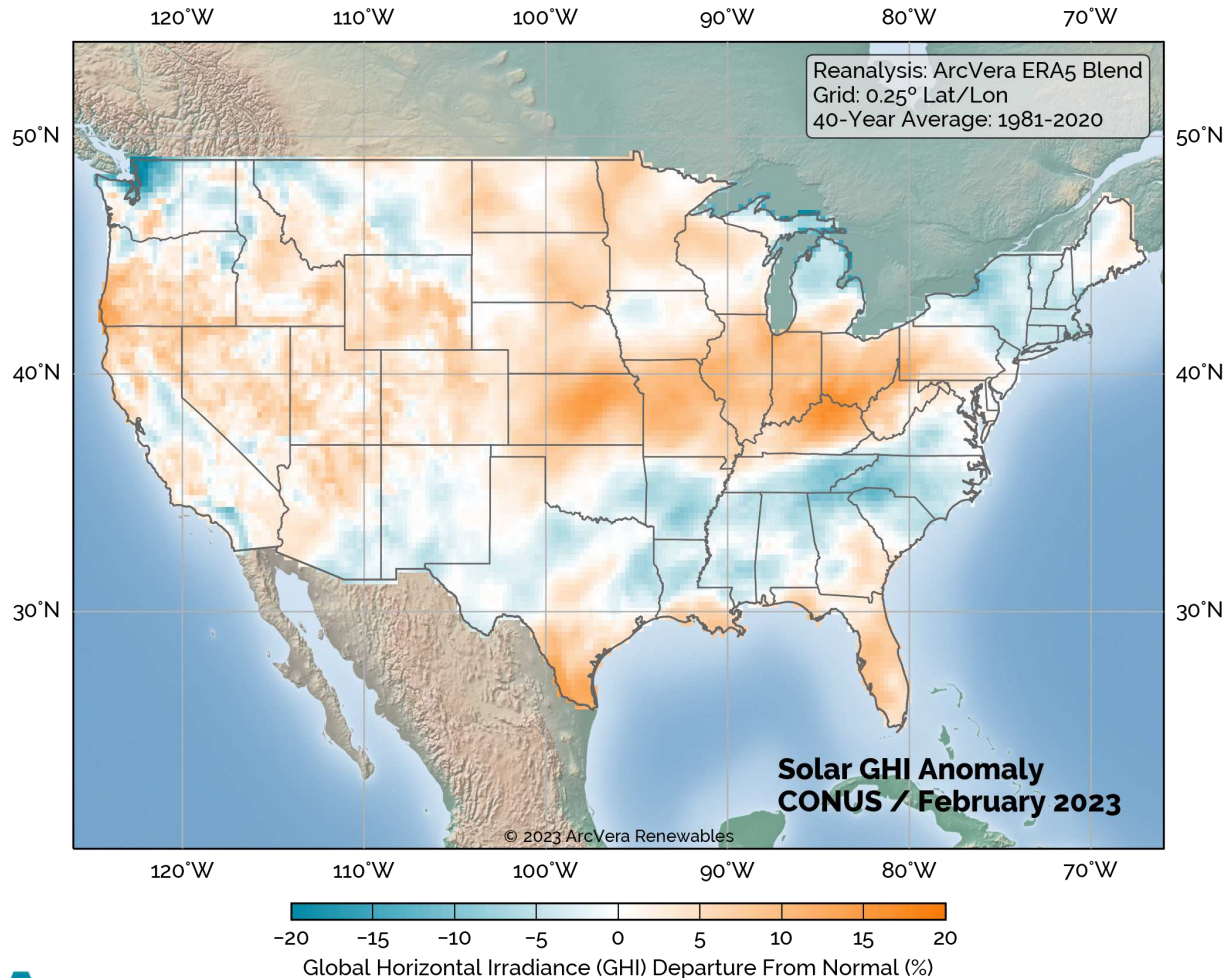 120°W 110°W 100°W 90°W 80°W 70°W
Reanalysis: ArcVera ERA5 Blend
Grid: 0.25° Lat/Lon
40-Year Average: 1981-2020
50°N 50°N
40°N 40°N
30°N 30°N
Solar GHI Anomaly
CONUS / February 2023
© 2023 ArcVera Renewables
120°W 110°W 100°W 90°W 80°W 70°W
−20 −15 −10 −5 0 5 10 15 20
Global Horizontal Irradiance (GHI) Departure From Normal (%)